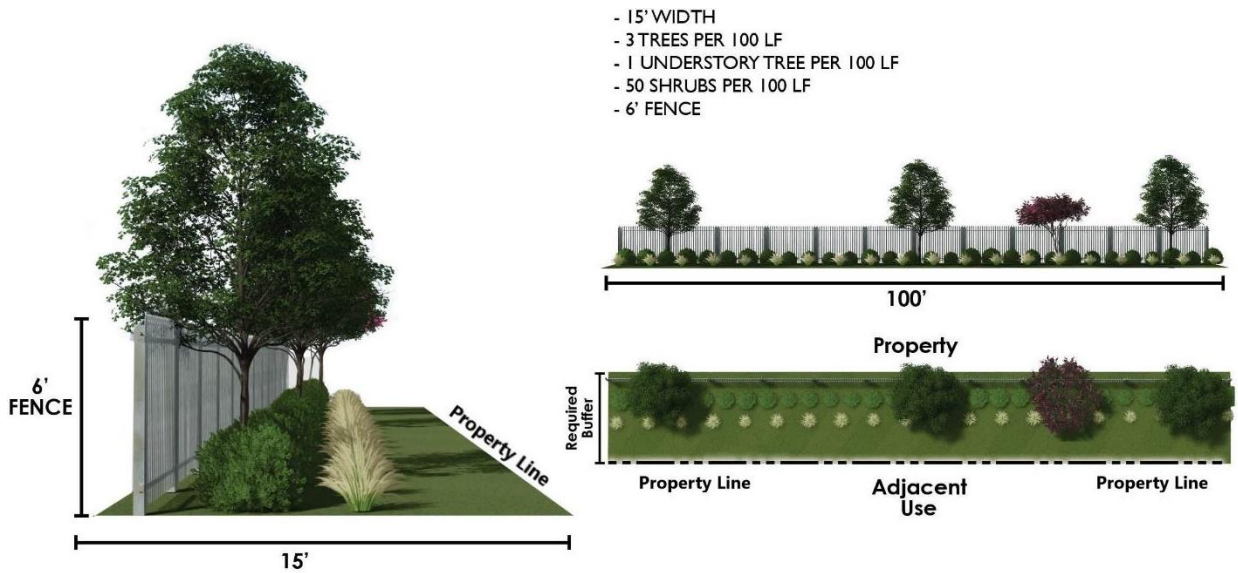 - 15' WIDTH
- 3 TREES PER 100 LF
- 1 UNDERSTORY TREE PER 100 LF
- 50 SHRUBS PER 100 LF
- 6' FENCE
6'
FENCE
Property Line
15'
100'
Property
Required
Buffer
Property Line
Adjacent
Use
Property Line